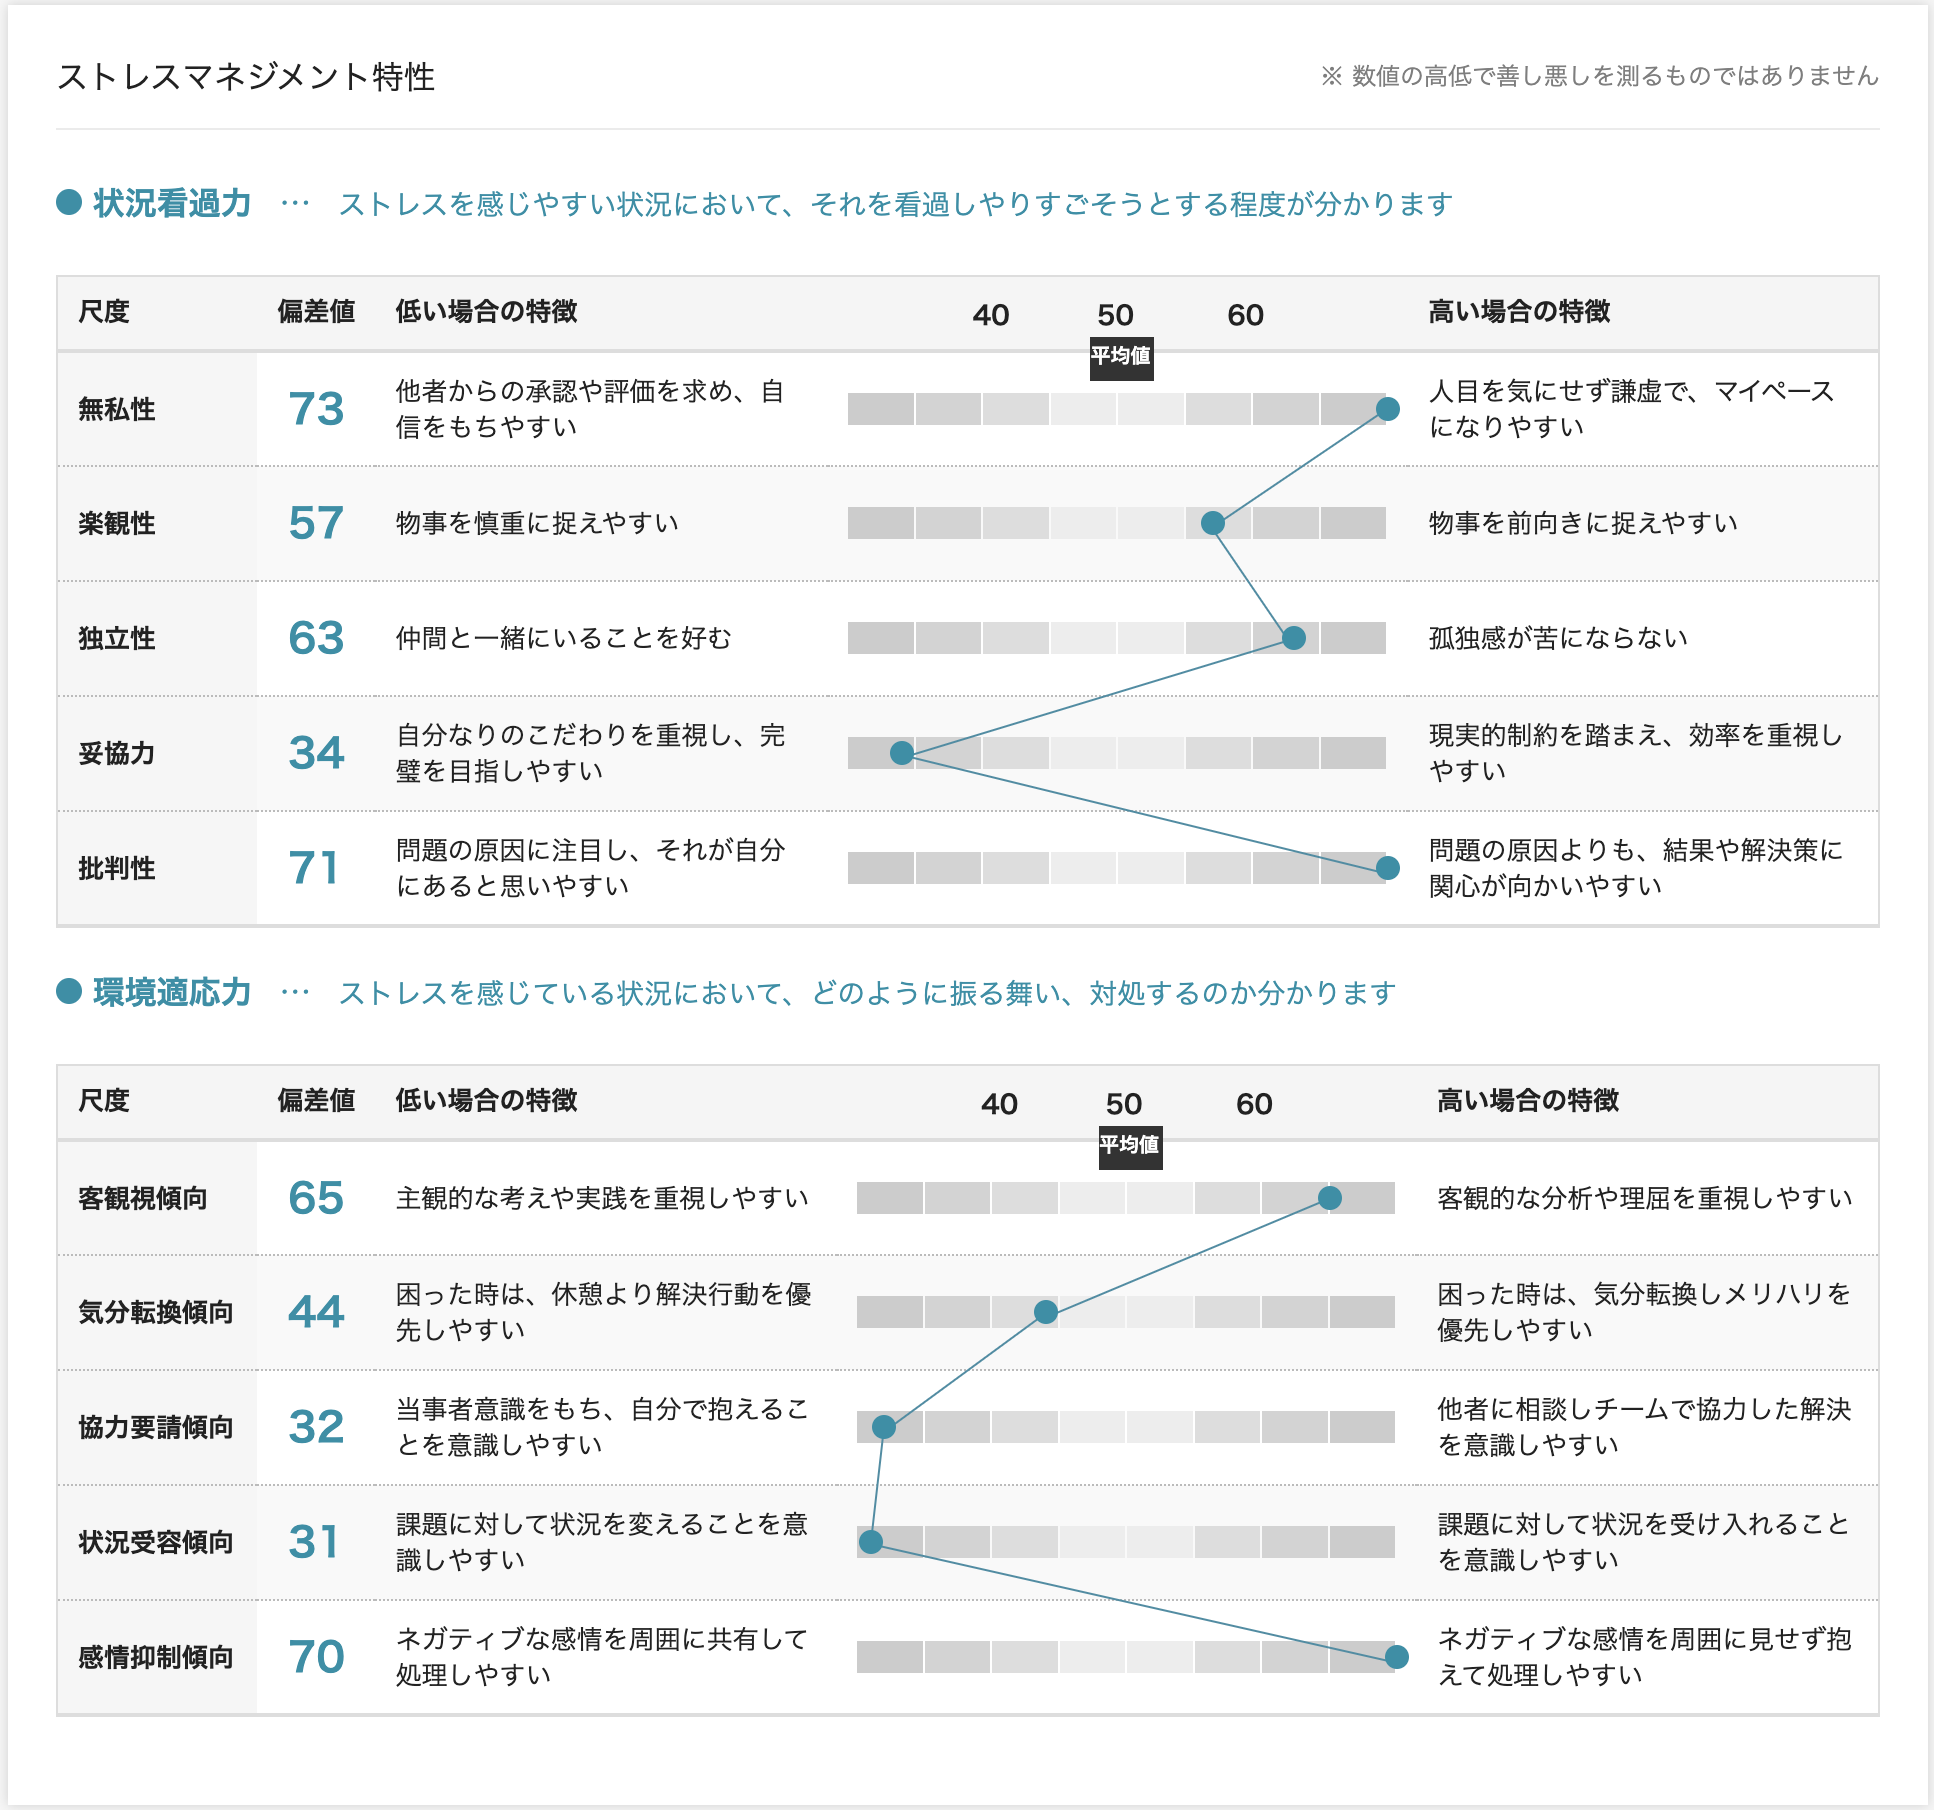 ストレスマネジメント特性
※ 数値の高低で善し悪しを測るものではありません
● 状況看過力 … ストレスを感じやすい状況において、それを看過しやりすごそうとする程度が分かります
尺度 偏差値 低い場合の特徴 40 50 60 高い場合の特徴
平均値
無私性 73 他者からの承認や評価を求め、自
信をもちやすい
人目を気にせず謙虚で、マイペース
になりやすい
楽観性 57 物事を慎重に捉えやすい 物事を前向きに捉えやすい
独立性 63 仲間と一緒にいることを好む 孤独感が苦にならない
妥協力 34 自分なりのこだわりを重視し、完
璧を目指しやすい
現実的制約を踏まえ、効率を重視し
やすい
批判性 71 問題の原因に注目し、それが自分
にあると思いやすい
問題の原因よりも、結果や解決策に
関心が向かいやすい
● 環境適応力 … ストレスを感じている状況において、どのように振る舞い、対処するのか分かります
尺度 偏差値 低い場合の特徴 40 50 60 高い場合の特徴
平均値
客観視傾向 65 主観的な考えや実践を重視しやすい 客観的な分析や理屈を重視しやすい
気分転換傾向 44 困った時は、休憩より解決行動を優
先しやすい
困った時は、気分転換しメリハリを
優先しやすい
協力要請傾向 32 当事者意識をもち、自分で抱えるこ
とを意識しやすい
他者に相談しチームで協力した解決
を意識しやすい
状況受容傾向 31 課題に対して状況を変えることを意
識しやすい
課題に対して状況を受け入れること
を意識しやすい
感情抑制傾向 70 ネガティブな感情を周囲に共有して
処理しやすい
ネガティブな感情を周囲に見せず抱
えて処理しやすい